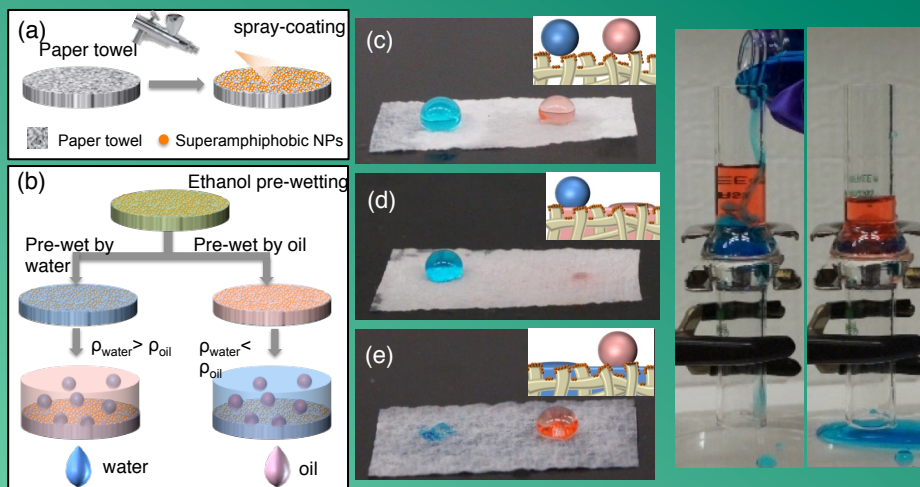 (a)
spray-coating
Paper towel
Paper towel
Superamphiphobic NPs
(b)
Ethanol pre-wetting
Pre-wet by
water
Pre-wet by oil
ρwater> ρoil
ρwater<
ρoil
water
oil
(c)
(d)
(e)